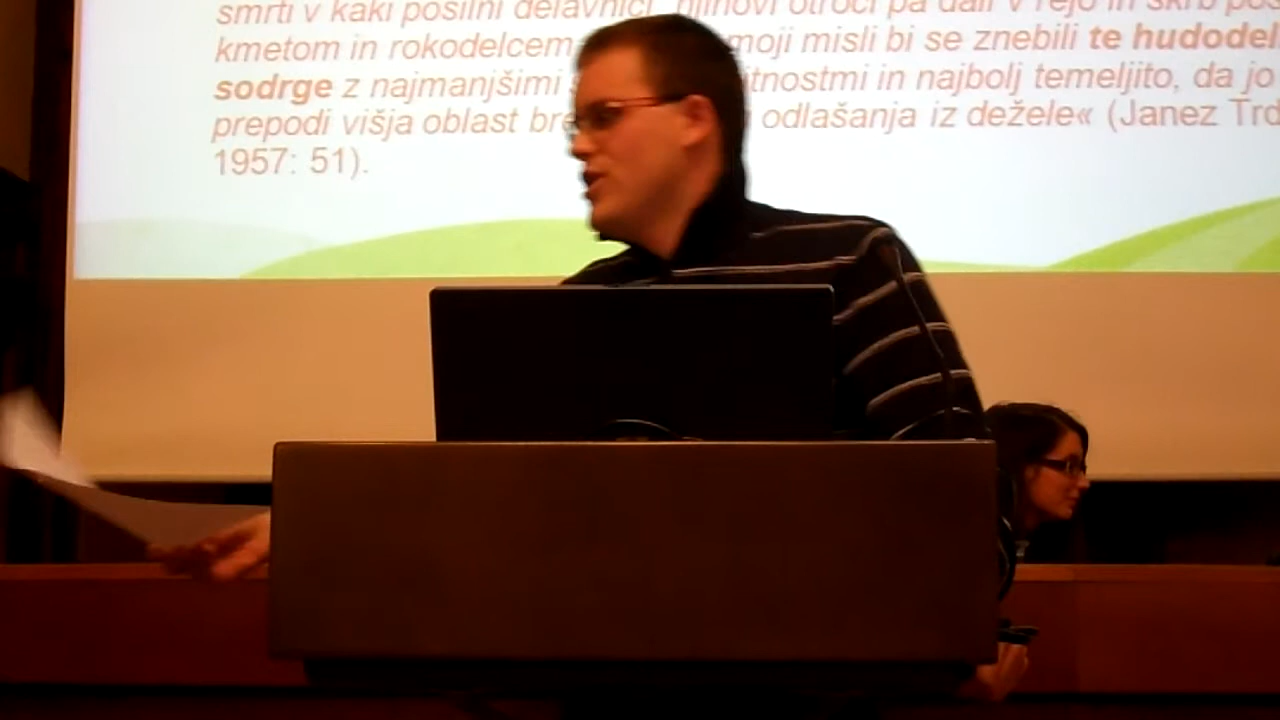 smrti v kaki posilni delavnici, njihovi otroci pa dali v rejo in skrb
kmetom in rokodelcem moji misli bi se znebili te hudodel
sodrge z najmanjšimi itnostmi in najbolj temeljito, da jo
prepodi višja oblast bre odlašanja iz dežele« (Janez Trd
1957: 51).